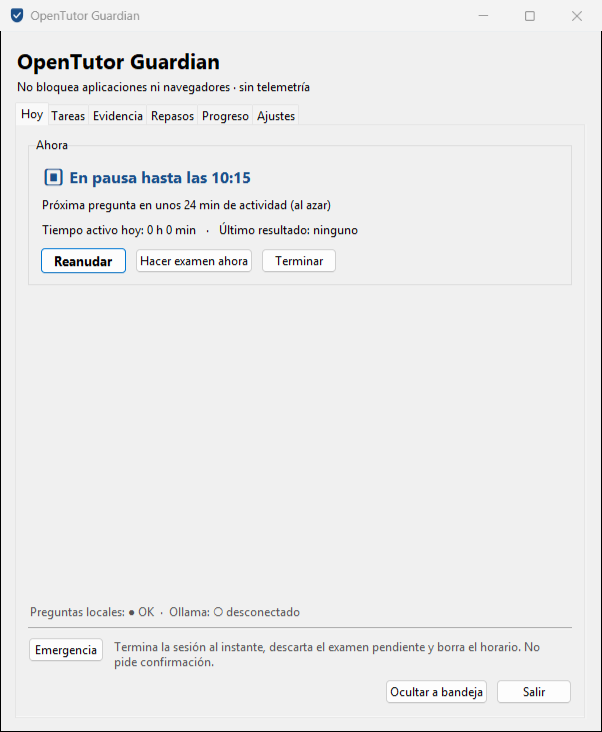 OpenTutor Guardian
OpenTutor Guardian
No bloquea aplicaciones ni navegadores · sin telemetría
Hoy Tareas Evidencia Repasos Progreso Ajustes
Ahora
En pausa hasta las 10:15
Próxima pregunta en unos 24 min de actividad (al azar)
Tiempo activo hoy: 0 h 0 min · Último resultado: ninguno
Reanudar Hacer examen ahora Terminar
Preguntas locales: ● OK · Ollama: ○ desconectado
Emergencia
Termina la sesión al instante, descarta el examen pendiente y borra el horario. No
pide confirmación.
Ocultar a bandeja Salir